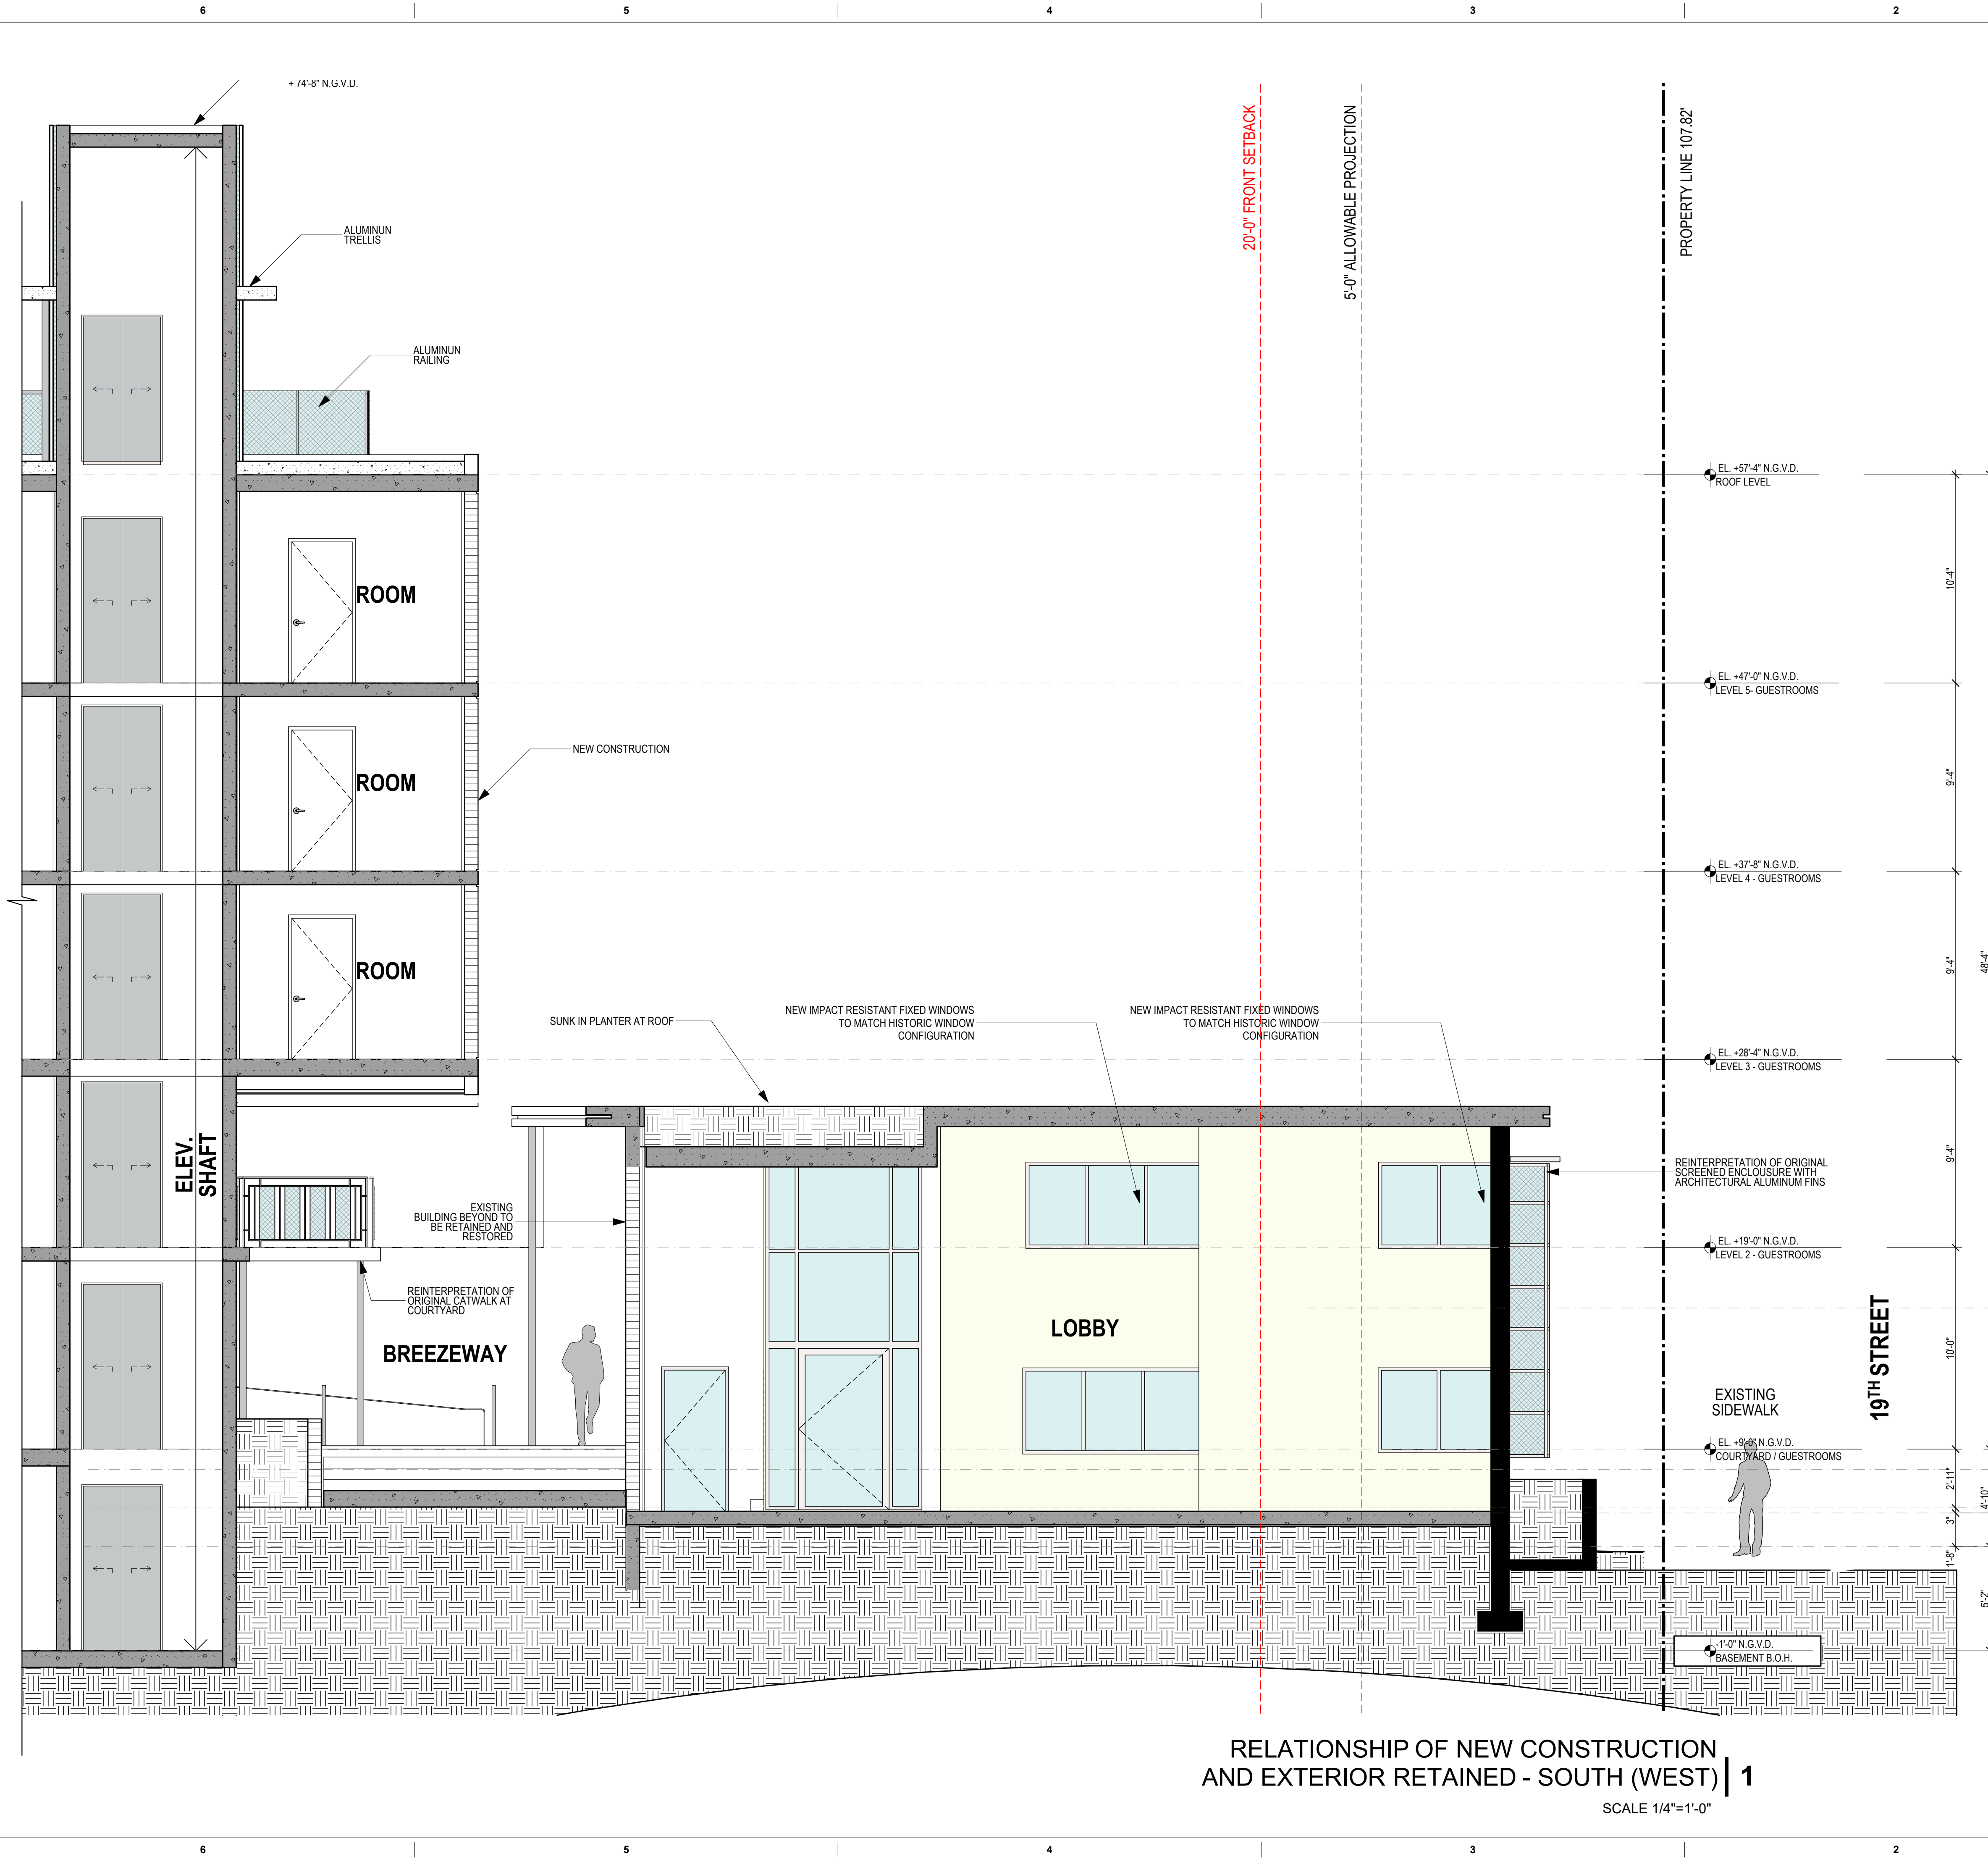 6 5 4 3 2
+ 74'-8" N.G.V.D.
20'-0" FRONT SETBACK
5'-0" ALLOWABLE PROJECTION
PROPERTY LINE 107.82'
ALUMINUN
TRELLIS
ALUMINUN
RAILING
EL. +57'-4" N.G.V.D.
ROOF LEVEL
10'-4"
ROOM
EL. +47'-0" N.G.V.D.
LEVEL 5- GUESTROOMS
NEW CONSTRUCTION
ROOM
9'-4"
EL. +37'-8" N.G.V.D.
LEVEL 4 - GUESTROOMS
ROOM
9'-4"
48'-4"
SUNK IN PLANTER AT ROOF
NEW IMPACT RESISTANT FIXED WINDOWS
TO MATCH HISTORIC WINDOW
CONFIGURATION
NEW IMPACT RESISTANT FIXED WINDOWS
TO MATCH HISTORIC WINDOW
CONFIGURATION
EL. +28'-4" N.G.V.D.
LEVEL 3 - GUESTROOMS
ELEV.
SHAFT
9'-4"
REINTERPRETATION OF ORIGINAL
SCREENED ENCLOUSURE WITH
ARCHITECTURAL ALUMINUM FINS
EXISTING
BUILDING BEYOND TO
BE RETAINED AND
RESTORED
EL. +19'-0" N.G.V.D.
LEVEL 2 - GUESTROOMS
REINTERPRETATION OF
ORIGINAL CATWALK AT
COURTYARD
BREEZEWAY
LOBBY
10'-0"
19TH STREET
EXISTING
SIDEWALK
EL. +9'-0" N.G.V.D.
COURTYARD / GUESTROOMS
2'-11"
4'-10"
3"
1'-8"
5'-2"
-1'-0" N.G.V.D.
BASEMENT B.O.H.
RELATIONSHIP OF NEW CONSTRUCTION
AND EXTERIOR RETAINED - SOUTH (WEST) 1
SCALE 1/4"=1'-0"
6 5 4 3 2